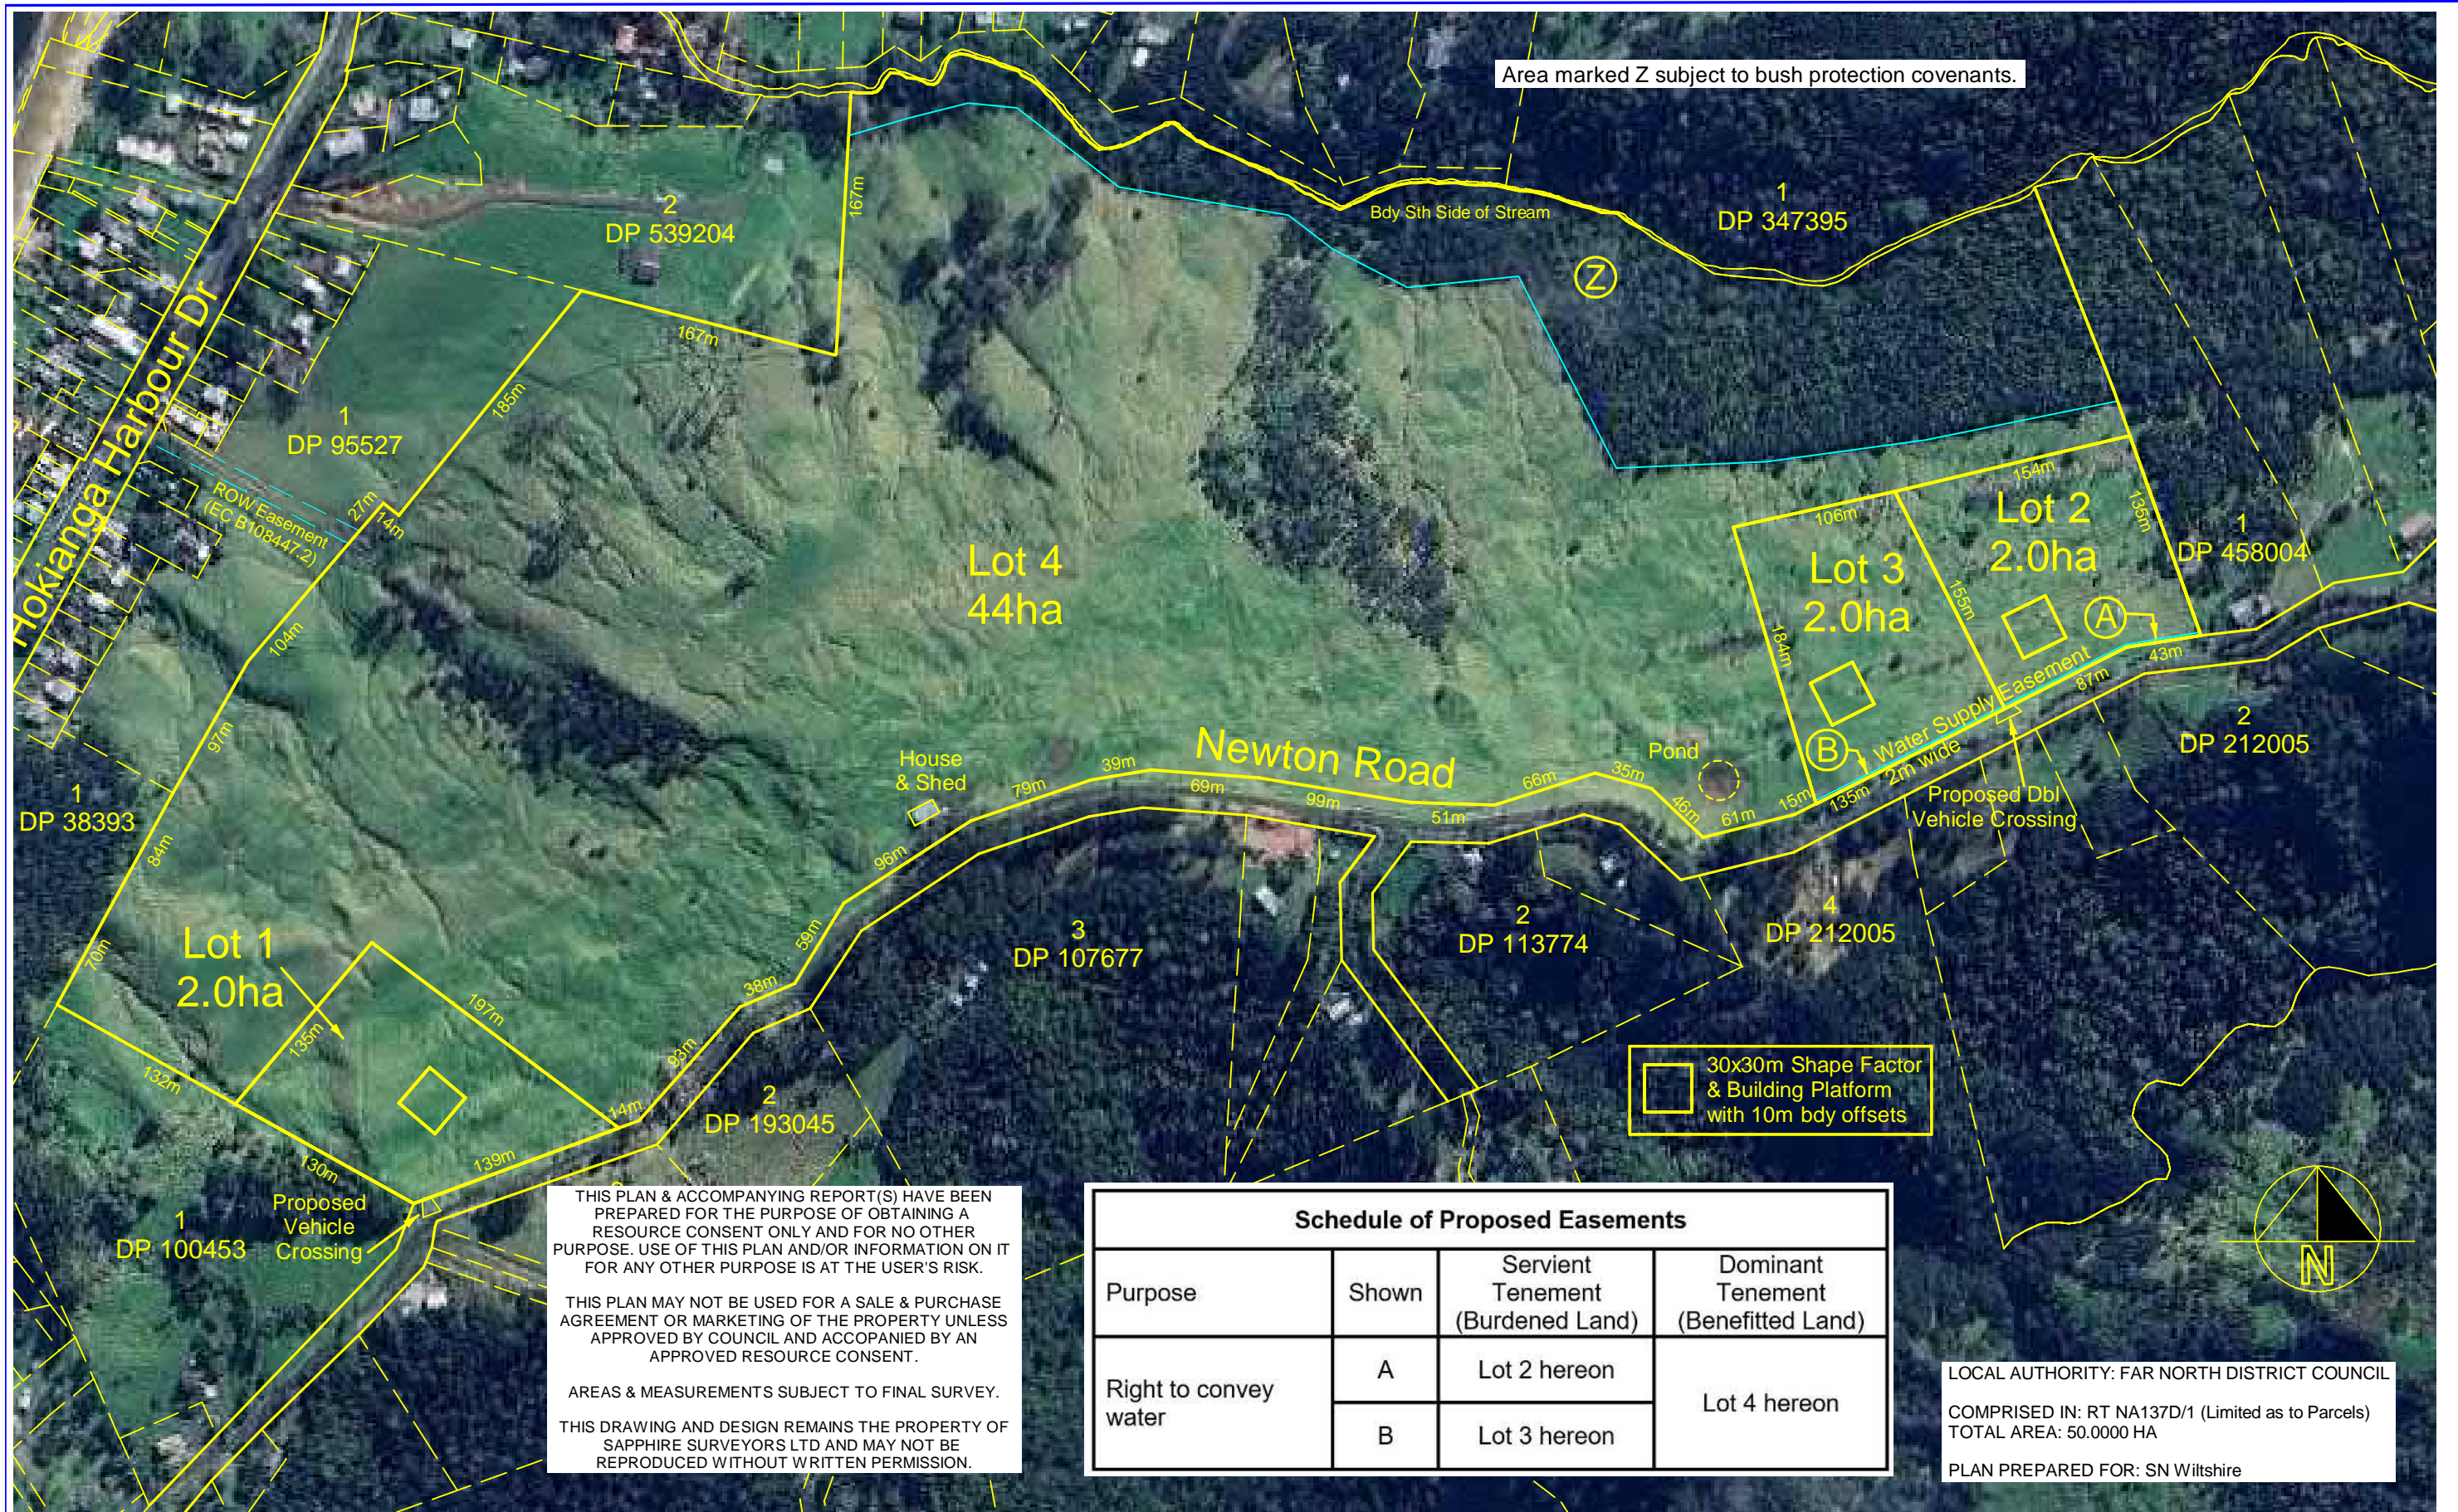 Area marked Z subject to bush protection covenants.
Hokianga Harbour Dr
2
DP 539204
167m
167m
185m
1
DP 95527
ROW Easement
(EC B108447.2)
27m
14m
104m
97m
84m
70m
1
DP 38393
Bdy Sth Side of Stream
Z
1
DP 347395
Lot 4
44ha
Lot 3
2.0ha
106m
184m
155m
Lot 2
2.0ha
154m
135m
1
DP 458004
A
43m
87m
Water Supply Easement
2m wide
B
15m
135m
61m
46m
35m
66m
51m
99m
69m
39m
79m
96m
59m
38m
93m
14m
Newton Road
Pond
House
& Shed
Proposed Dbl
Vehicle Crossing
2
DP 212005
4
DP 212005
2
DP 113774
3
DP 107677
2
DP 193045
Lot 1
2.0ha
135m
197m
132m
130m
139m
1
DP 100453
Proposed
Vehicle
Crossing
30x30m Shape Factor
& Building Platform
with 10m bdy offsets
THIS PLAN & ACCOMPANYING REPORT(S) HAVE BEEN
PREPARED FOR THE PURPOSE OF OBTAINING A
RESOURCE CONSENT ONLY AND FOR NO OTHER
PURPOSE. USE OF THIS PLAN AND/OR INFORMATION ON IT
FOR ANY OTHER PURPOSE IS AT THE USER'S RISK.
THIS PLAN MAY NOT BE USED FOR A SALE & PURCHASE
AGREEMENT OR MARKETING OF THE PROPERTY UNLESS
APPROVED BY COUNCIL AND ACCOPANIED BY AN
APPROVED RESOURCE CONSENT.
AREAS & MEASUREMENTS SUBJECT TO FINAL SURVEY.
THIS DRAWING AND DESIGN REMAINS THE PROPERTY OF
SAPPHIRE SURVEYORS LTD AND MAY NOT BE
REPRODUCED WITHOUT WRITTEN PERMISSION.
Schedule of Proposed Easements
Purpose
Shown
Servient
Tenement
(Burdened Land)
Dominant
Tenement
(Benefitted Land)
Right to convey
water
A
Lot 2 hereon
B
Lot 3 hereon
Lot 4 hereon
N
LOCAL AUTHORITY: FAR NORTH DISTRICT COUNCIL
COMPRISED IN: RT NA137D/1 (Limited as to Parcels)
TOTAL AREA: 50.0000 HA
PLAN PREPARED FOR: SN Wiltshire